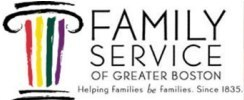 FAMILY
SERVICE
OF GREATER BOSTON
Helping families be families. Since 1835.